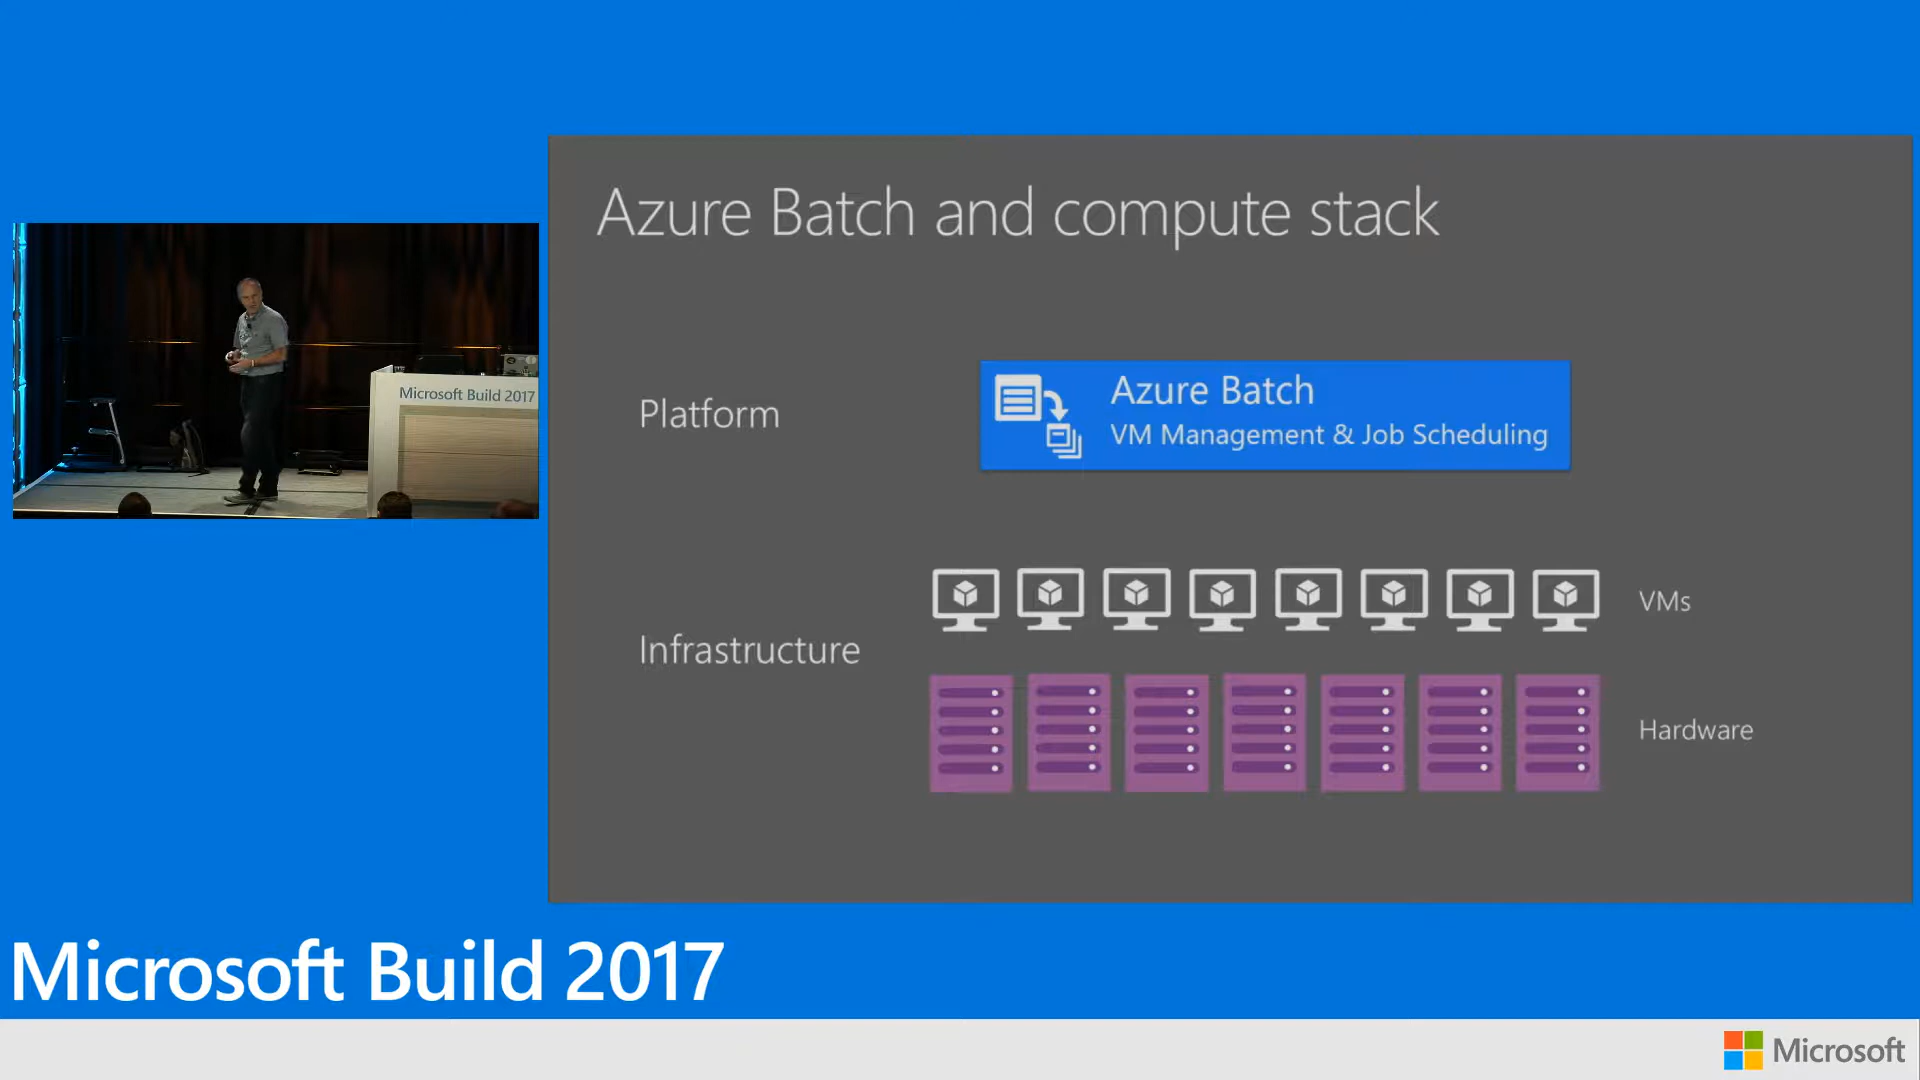 Azure Batch and compute stack
Microsoft Build 2017
Platform
Azure Batch
VM Management & Job Scheduling
Infrastructure
VMs
Hardware
Microsoft Build 2017
Microsoft